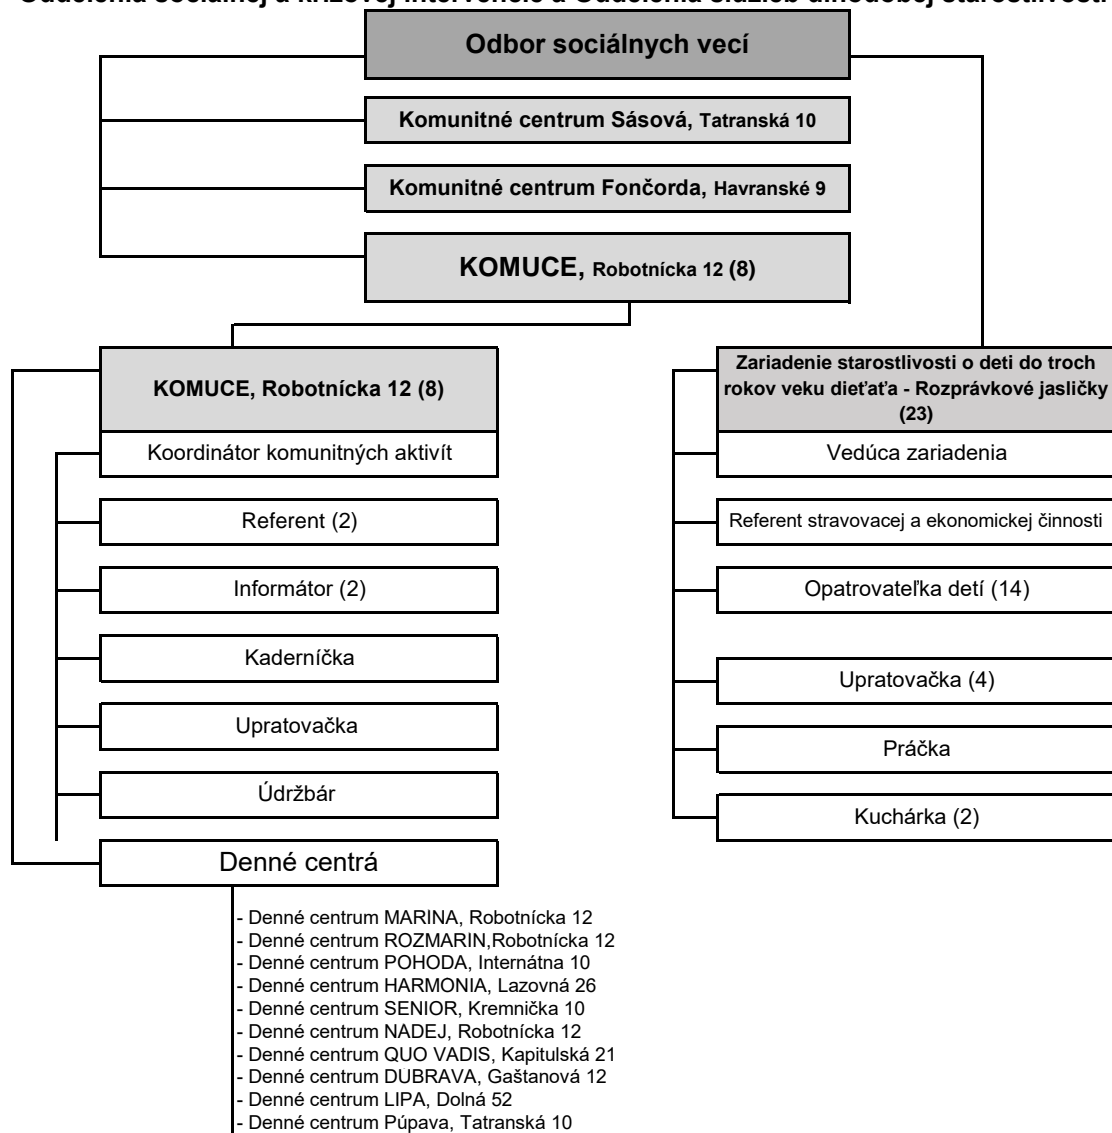 Odbor sociálnych vecí
Komunitné centrum Sásová, Tatranská 10
Komunitné centrum Fončorda, Havranské 9
KOMUCE, Robotnícka 12 (8)
KOMUCE, Robotnícka 12 (8)
Koordinátor komunitných aktivít
Referent (2)
Informátor (2)
Kaderníčka
Upratovačka
Údržbár
Denné centrá
- Denné centrum MARINA, Robotnícka 12
- Denné centrum ROZMARIN,Robotnícka 12
- Denné centrum POHODA, Internátna 10
- Denné centrum HARMONIA, Lazovná 26
- Denné centrum SENIOR, Kremnička 10
- Denné centrum NADEJ, Robotnícka 12
- Denné centrum QUO VADIS, Kapitulská 21
- Denné centrum DÚBRAVA, Gaštanová 12
- Denné centrum LIPA, Dolná 52
- Denné centrum Púpava, Tatranská 10
Zariadenie starostlivosti o deti do troch
rokov veku dieťaťa - Rozprávkové jasličky
(23)
Vedúca zariadenia
Referent stravovacej a ekonomickej činnosti
Opatrovateľka detí (14)
Upratovačka (4)
Práčka
Kuchárka (2)